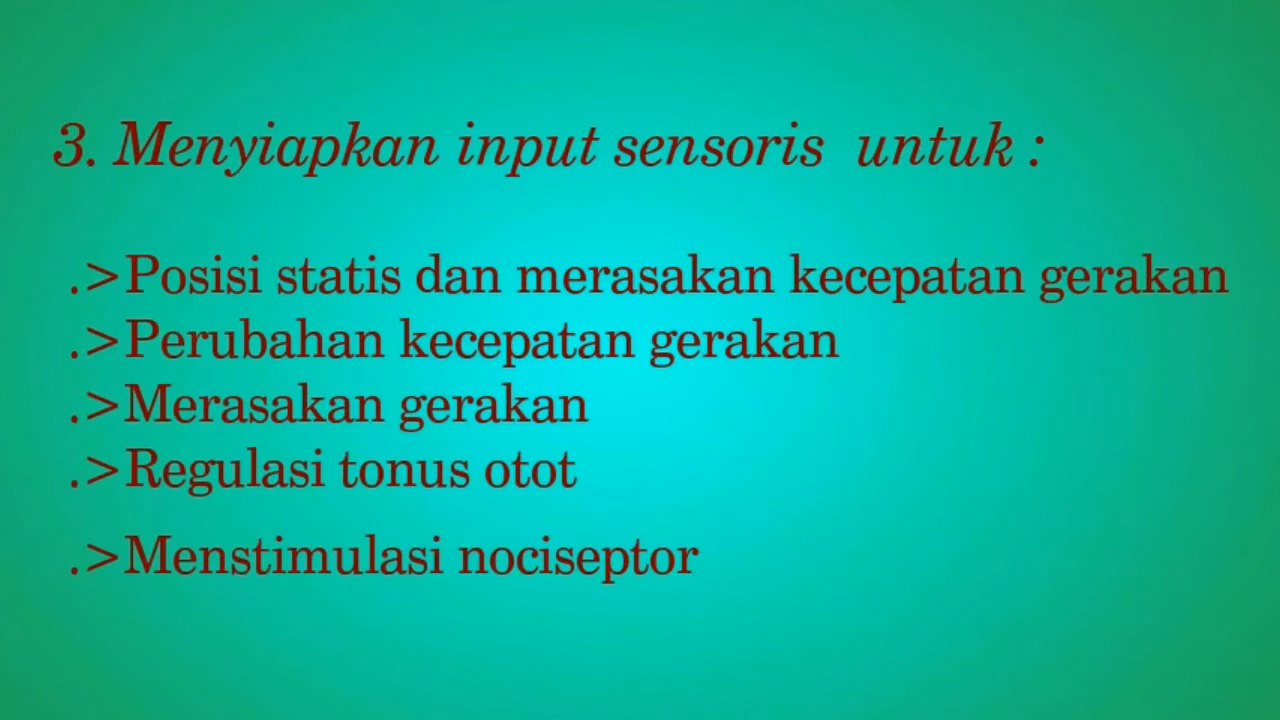 3. Menyiapkan input sensoris untuk :
.>Posisi statis dan merasakan kecepatan gerakan
.>Perubahan kecepatan gerakan
.>Merasakan gerakan
.>Regulasi tonus otot
.>Menstimulasi nociseptor